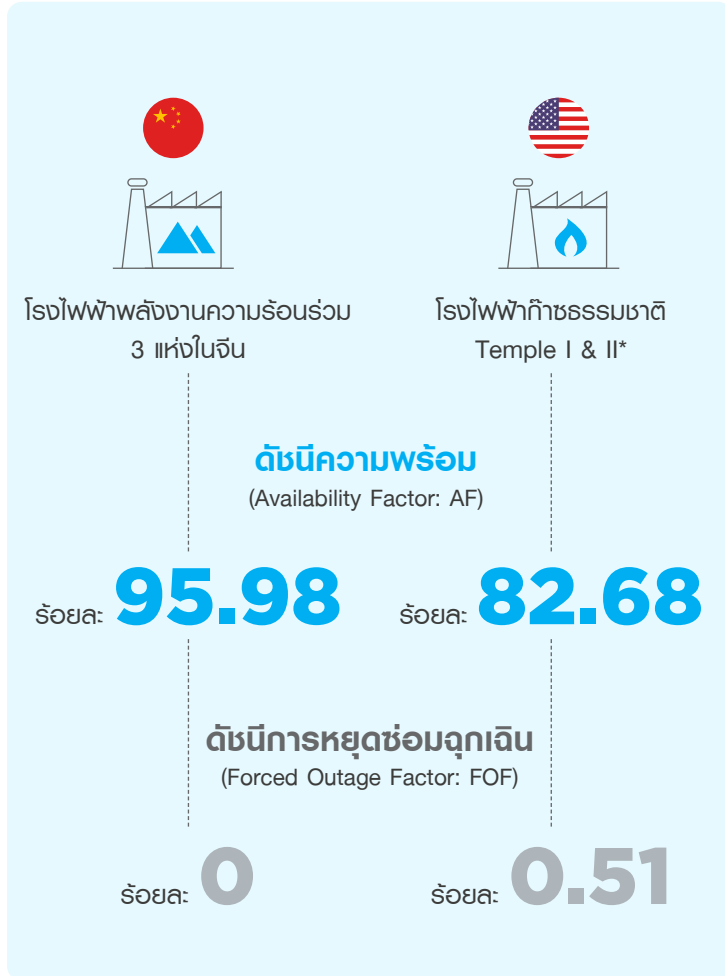 โรงไฟฟ้าพลังงานความร้อนร่วม
3 แห่งในจีน
โรงไฟฟ้าก๊าซธรรมชาติ
Temple I & II*
ดัชนีความพร้อม
(Availability Factor: AF)
ร้อยละ 95.98
ร้อยละ 82.68
ดัชนีการหยุดซ่อมฉุกเฉิน
(Forced Outage Factor: FOF)
ร้อยละ 0
ร้อยละ 0.51